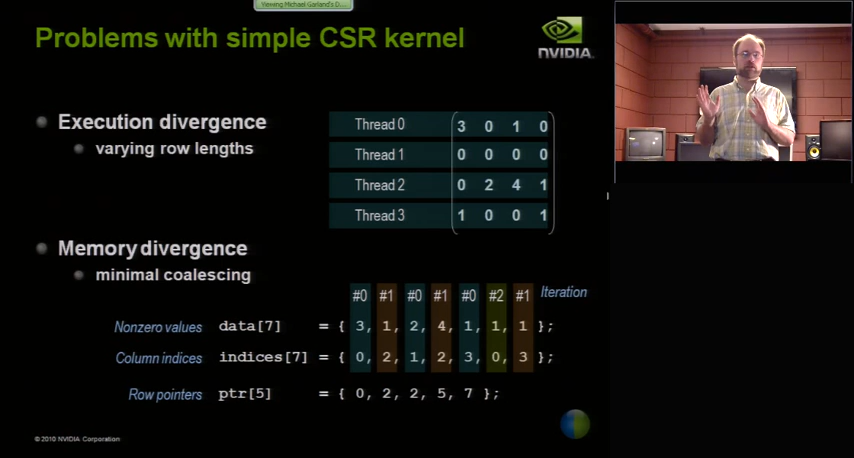 Viewing Michael Garland's D...
Problems with simple CSR kernel
NVIDIA.
Execution divergence
varying row lengths
Thread 0 3 0 1 0
Thread 1 0 0 0 0
Thread 2 0 2 4 1
Thread 3 1 0 0 1
Memory divergence
minimal coalescing
#0 #1 #0 #1 #0 #2 #1 Iteration
Nonzero values data[7] = { 3, 1, 2, 4, 1, 1, 1 };
Column indices indices[7] = { 0, 2, 1, 2, 3, 0, 3 };
Row pointers ptr[5] = { 0, 2, 2, 5, 7 };
© 2010 NVIDIA Corporation